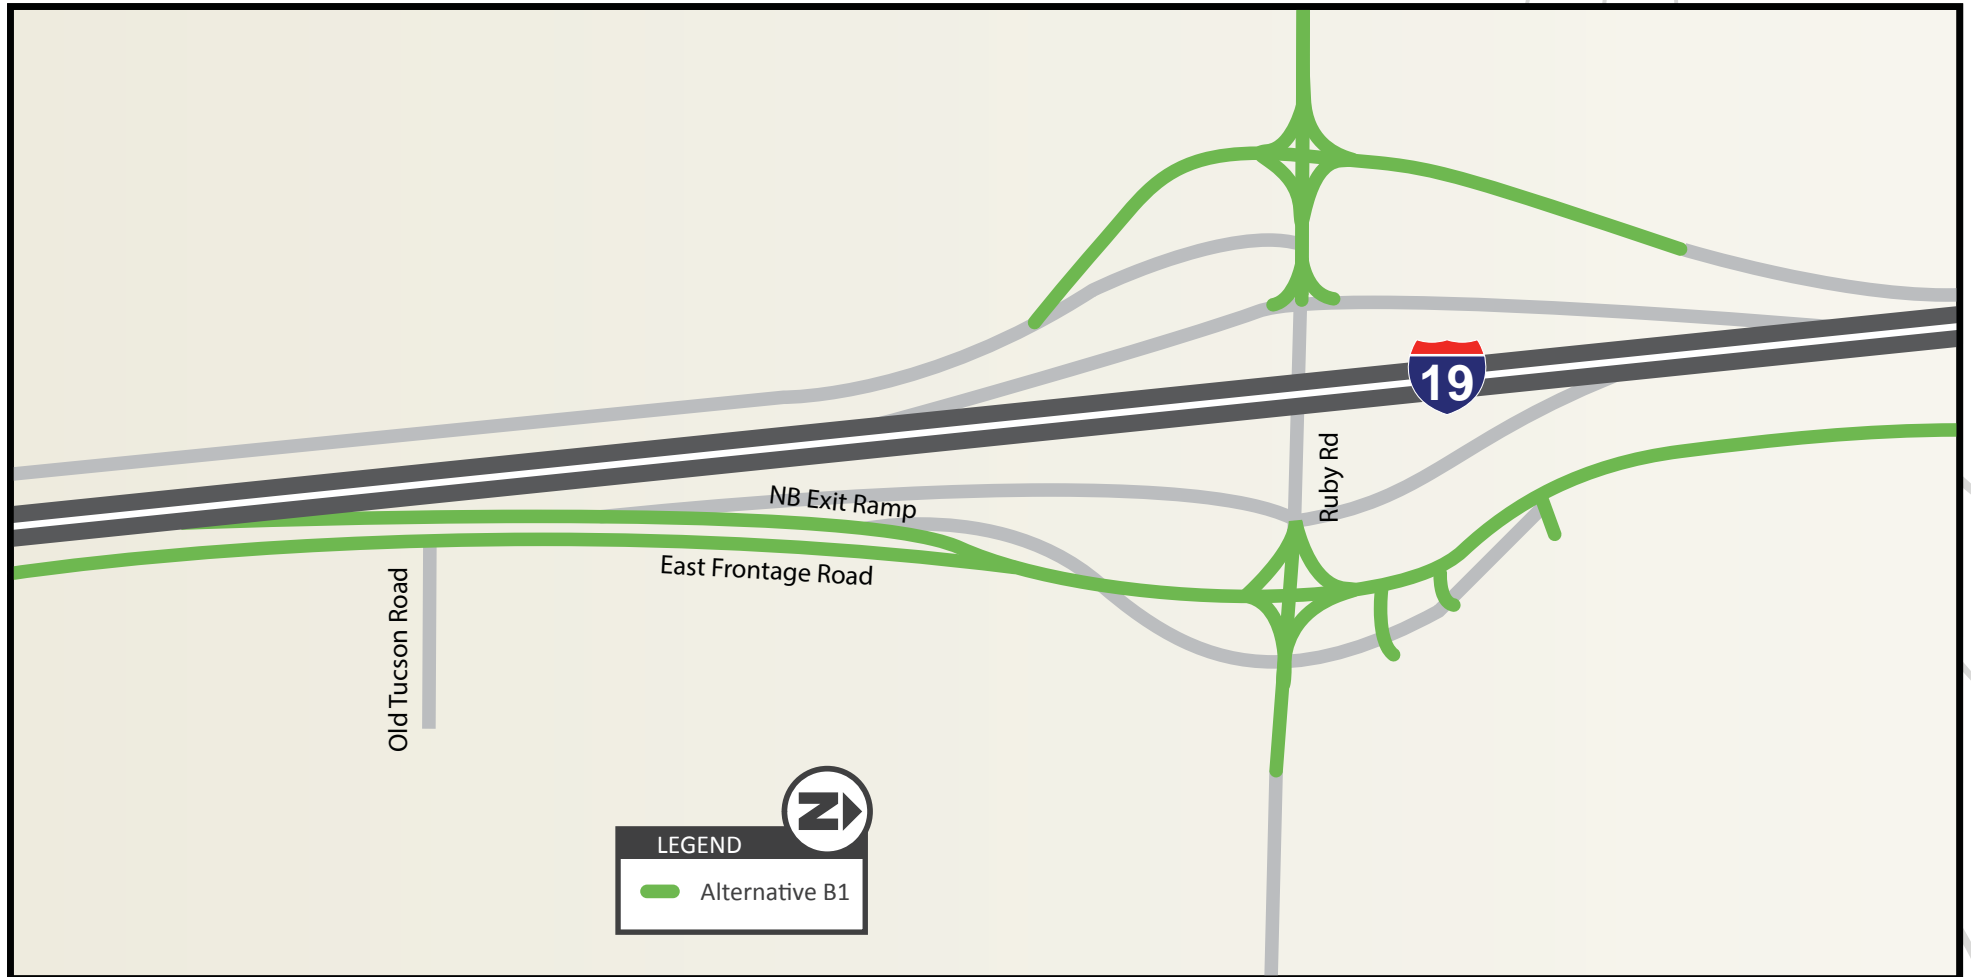 19
Ruby Rd
NB Exit Ramp
East Frontage Road
Old Tucson Road
N
LEGEND
Alternative B1